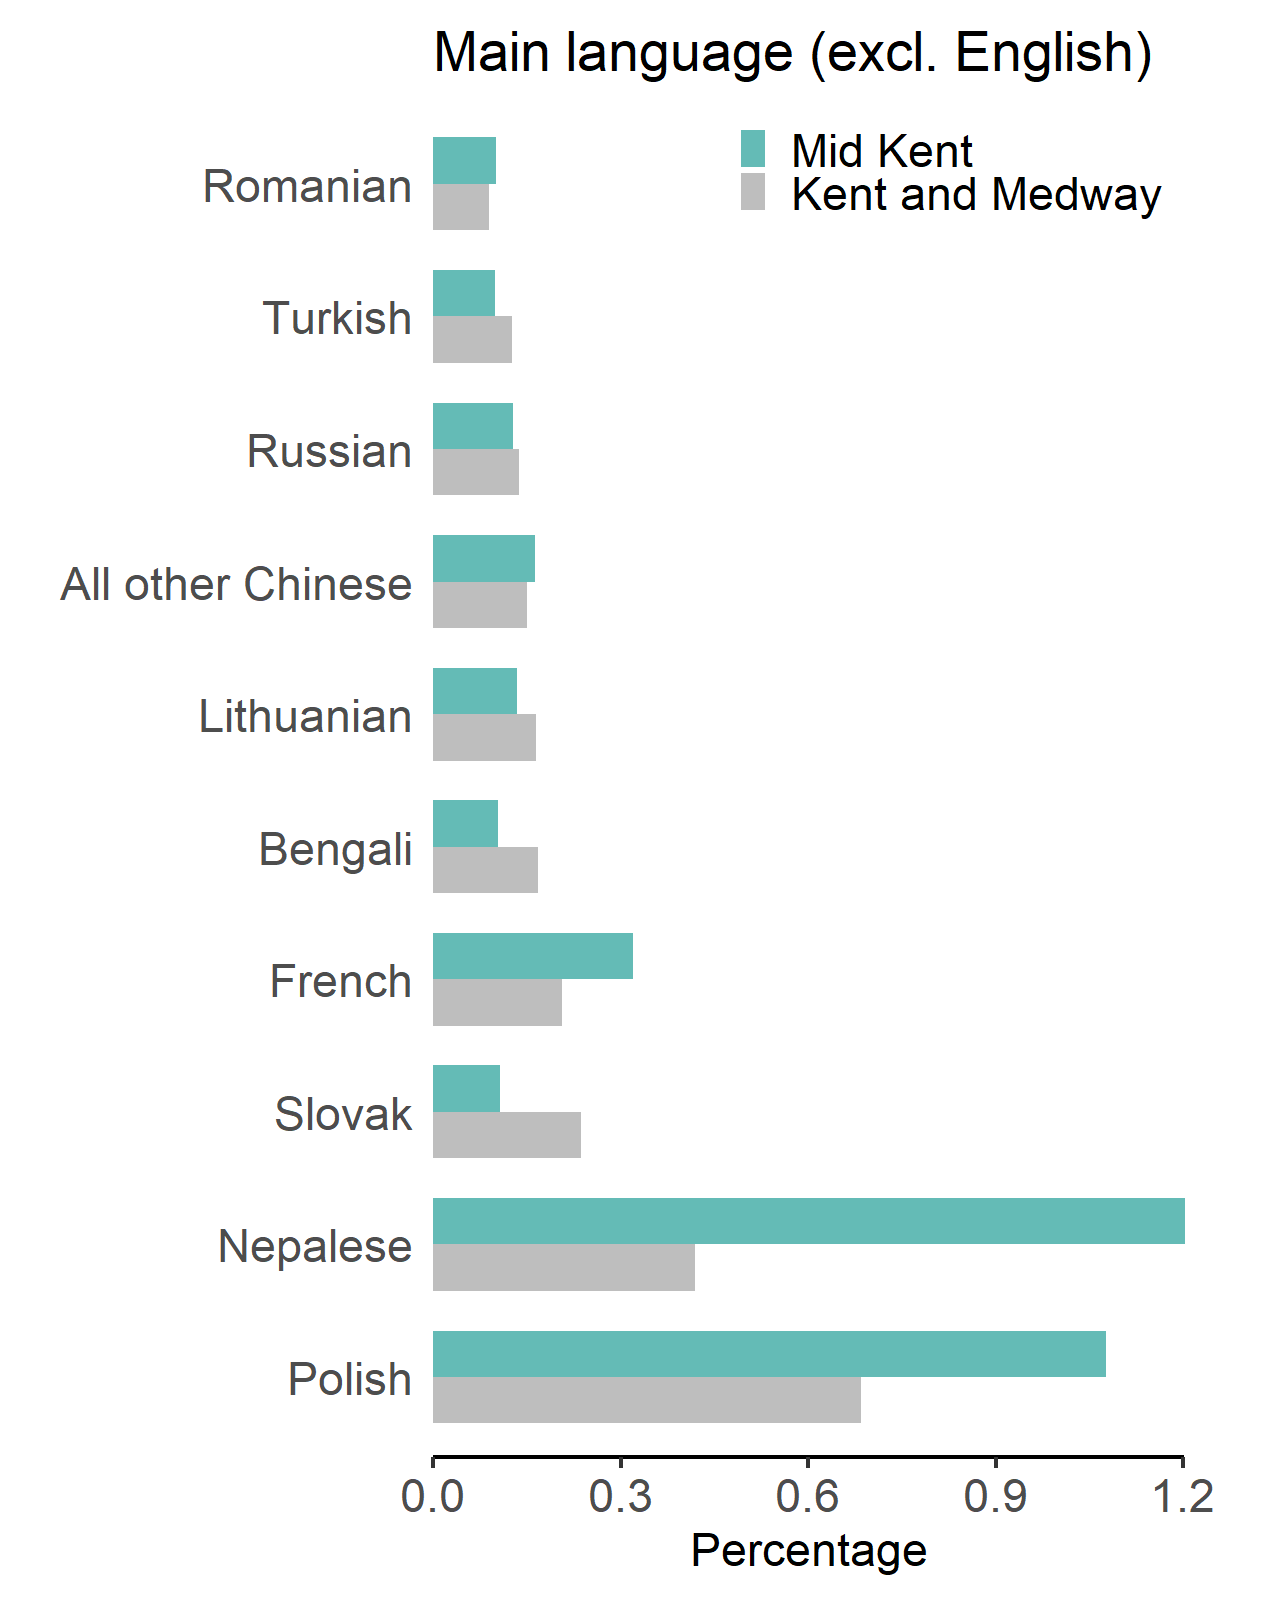 Main language (excl. English)
Mid Kent
Kent and Medway
Romanian
Turkish
Russian
All other Chinese
Lithuanian
Bengali
French
Slovak
Nepalese
Polish
0.0 0.3 0.6 0.9 1.2
Percentage